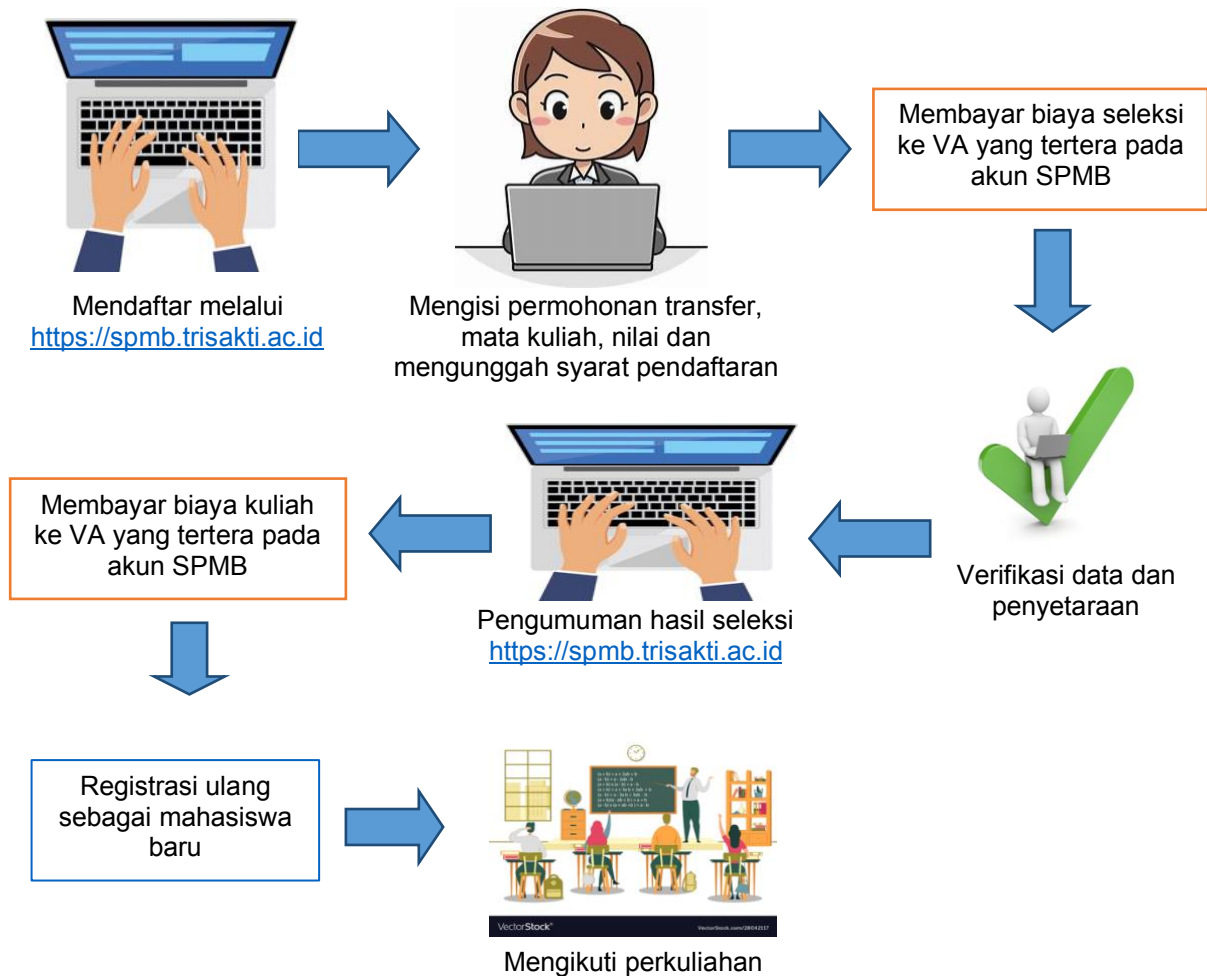 Mendaftar melalui
https://spmb.trisakti.ac.id
Mengisi permohonan transfer,
mata kuliah, nilai dan
mengunggah syarat pendaftaran
Membayar biaya seleksi
ke VA yang tertera pada
akun SPMB
Verifikasi data dan
penyetaraan
Pengumuman hasil seleksi
https://spmb.trisakti.ac.id
Membayar biaya kuliah
ke VA yang tertera pada
akun SPMB
Registrasi ulang
sebagai mahasiswa
baru
VectorStock®
VectorStock.com/28042117
Mengikuti perkuliahan